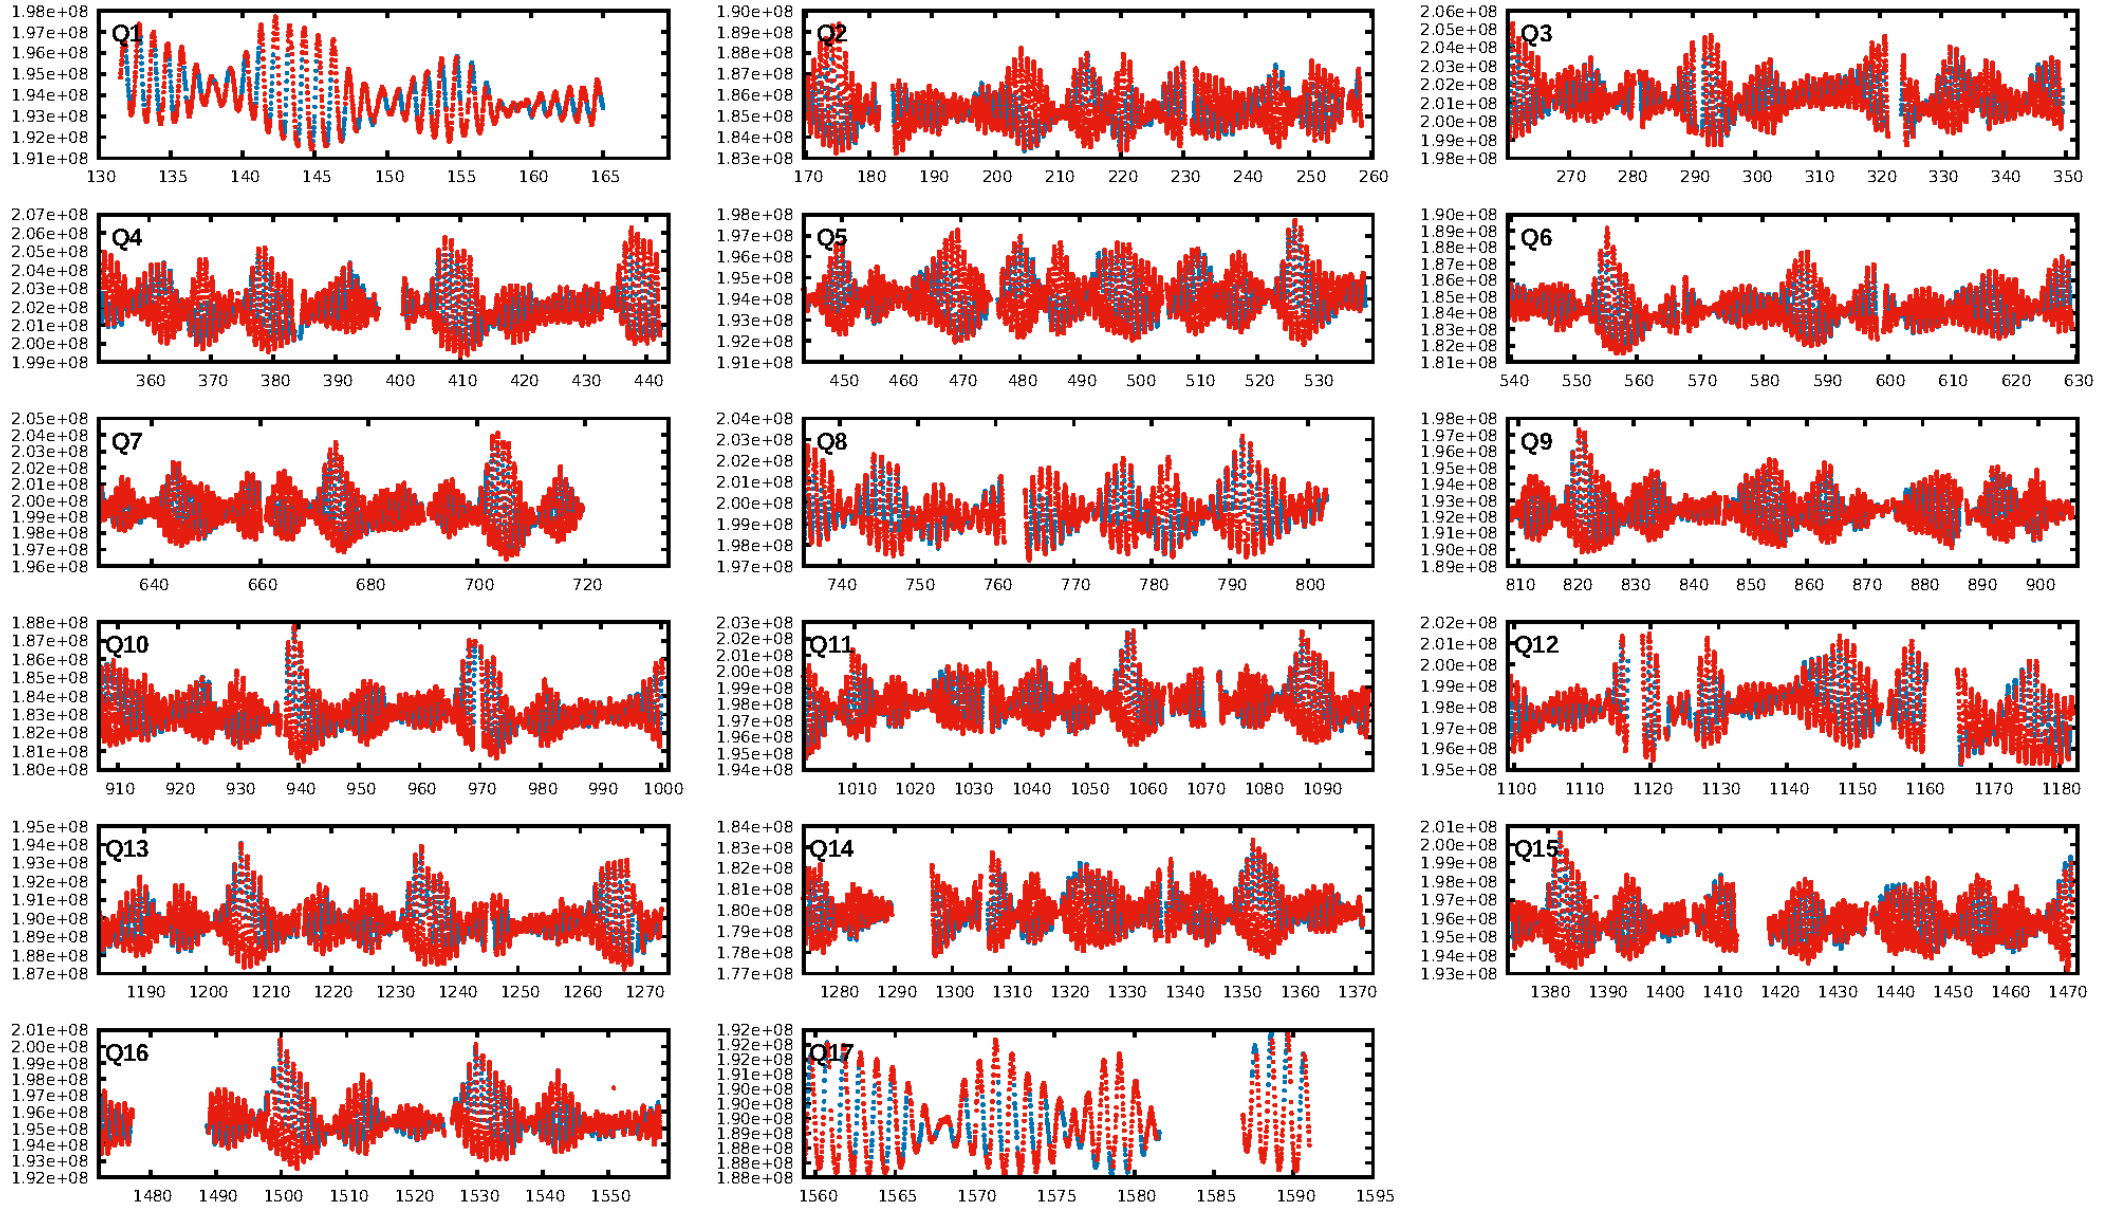 1.98e+08
1.97e+08
1.96e+08
1.95e+08
1.94e+08
1.93e+08
1.92e+08
1.91e+08
Q1
130 135 140 145 150 155 160 165
1.90e+08
1.89e+08
1.88e+08
1.87e+08
1.86e+08
1.85e+08
1.84e+08
1.83e+08
Q2
170 180 190 200 210 220 230 240 250 260
2.06e+08
2.05e+08
2.04e+08
2.03e+08
2.02e+08
2.01e+08
2.00e+08
1.99e+08
1.98e+08
Q3
270 280 290 300 310 320 330 340 350
2.07e+08
2.06e+08
2.05e+08
2.04e+08
2.03e+08
2.02e+08
2.01e+08
2.00e+08
1.99e+08
Q4
360 370 380 390 400 410 420 430 440
1.98e+08
1.97e+08
1.96e+08
1.95e+08
1.94e+08
1.93e+08
1.92e+08
1.91e+08
Q5
450 460 470 480 490 500 510 520 530
1.90e+08
1.89e+08
1.88e+08
1.87e+08
1.86e+08
1.85e+08
1.84e+08
1.83e+08
1.82e+08
1.81e+08
Q6
540 550 560 570 580 590 600 610 620 630
2.05e+08
2.04e+08
2.03e+08
2.02e+08
2.01e+08
2.00e+08
1.99e+08
1.98e+08
1.97e+08
1.96e+08
Q7
640 660 680 700 720
2.04e+08
2.03e+08
2.02e+08
2.01e+08
2.00e+08
1.99e+08
1.98e+08
1.97e+08
Q8
740 750 760 770 780 790 800
1.98e+08
1.97e+08
1.96e+08
1.95e+08
1.94e+08
1.93e+08
1.92e+08
1.91e+08
1.90e+08
1.89e+08
Q9
810 820 830 840 850 860 870 880 890 900
1.88e+08
1.87e+08
1.86e+08
1.85e+08
1.84e+08
1.83e+08
1.82e+08
1.81e+08
1.80e+08
Q10
910 920 930 940 950 960 970 980 990 1000
2.03e+08
2.02e+08
2.01e+08
2.00e+08
1.99e+08
1.98e+08
1.97e+08
1.96e+08
1.95e+08
1.94e+08
Q11
1010 1020 1030 1040 1050 1060 1070 1080 1090
2.02e+08
2.01e+08
2.00e+08
1.99e+08
1.98e+08
1.97e+08
1.96e+08
1.95e+08
Q12
1100 1110 1120 1130 1140 1150 1160 1170 1180
1.95e+08
1.94e+08
1.93e+08
1.92e+08
1.91e+08
1.90e+08
1.89e+08
1.88e+08
1.87e+08
Q13
1190 1200 1210 1220 1230 1240 1250 1260 1270
1.84e+08
1.83e+08
1.82e+08
1.81e+08
1.80e+08
1.79e+08
1.78e+08
1.77e+08
Q14
1280 1290 1300 1310 1320 1330 1340 1350 1360 1370
2.01e+08
2.00e+08
1.99e+08
1.98e+08
1.97e+08
1.96e+08
1.95e+08
1.94e+08
1.93e+08
Q15
1380 1390 1400 1410 1420 1430 1440 1450 1460 1470
2.01e+08
2.00e+08
1.99e+08
1.98e+08
1.97e+08
1.96e+08
1.95e+08
1.94e+08
1.93e+08
1.92e+08
Q16
1480 1490 1500 1510 1520 1530 1540 1550
1.92e+08
1.92e+08
1.92e+08
1.91e+08
1.90e+08
1.90e+08
1.90e+08
1.89e+08
1.88e+08
1.88e+08
1.88e+08
Q17
1560 1565 1570 1575 1580 1585 1590 1595